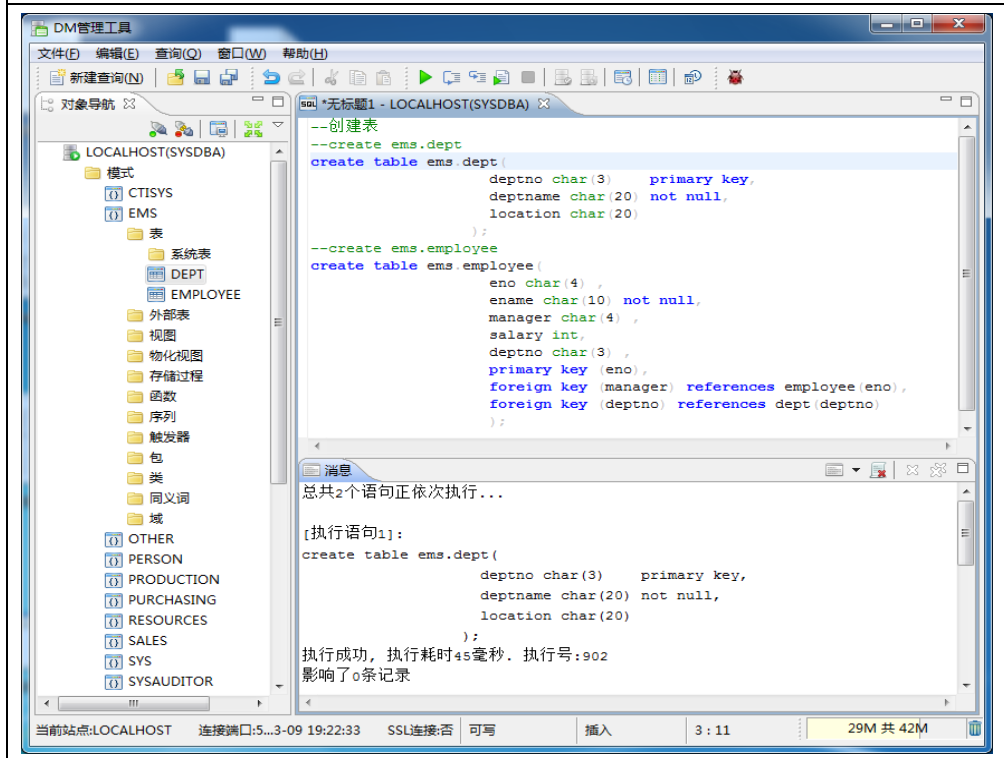 DM管理工具
文件(F) 编辑(E) 查询(Q) 窗口(W) 帮助(H)
新建查询(N)
对象导航
LOCALHOST(SYSDBA)
模式
CTISYS
EMS
表
系统表
DEPT
EMPLOYEE
外部表
视图
物化视图
存储过程
函数
序列
触发器
包
类
同义词
域
OTHER
PERSON
PRODUCTION
PURCHASING
RESOURCES
SALES
SYS
SYSAUDITOR
SQL *无标题1 - LOCALHOST(SYSDBA)
--创建表
--create ems.dept
create table ems.dept(
deptno char(3) primary key,
deptname char(20) not null,
location char(20)
);
--create ems.employee
create table ems.employee(
eno char(4) ,
ename char(10) not null,
manager char(4) ,
salary int,
deptno char(3) ,
primary key (eno),
foreign key (manager) references employee(eno),
foreign key (deptno) references dept(deptno)
);
消息
总共2个语句正依次执行...
[执行语句1]:
create table ems.dept(
deptno char(3) primary key,
deptname char(20) not null,
location char(20)
);
执行成功, 执行耗时45毫秒. 执行号:902
影响了0条记录
当前站点:LOCALHOST 连接端口:5...3-09 19:22:33 SSL连接:否 可写 插入 3 : 11 29M 共 42M